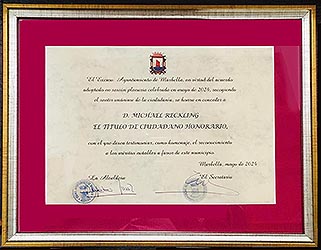 El Excmo. Ayuntamiento de Marbella, en virtud del acuerdo
adoptado en sesión plenaria celebrada en mayo de 2024, recogiendo
el sentir unánime de la ciudadanía, se honra en conceder a
D. MICHAEL RECKLING
EL TÍTULO DE CIUDADANO HONORARIO,
con el que desea testimoniar, como homenaje, el reconocimiento
a los méritos notables a favor de este municipio.
Marbella, mayo de 2024
La Alcaldesa
El Secretario